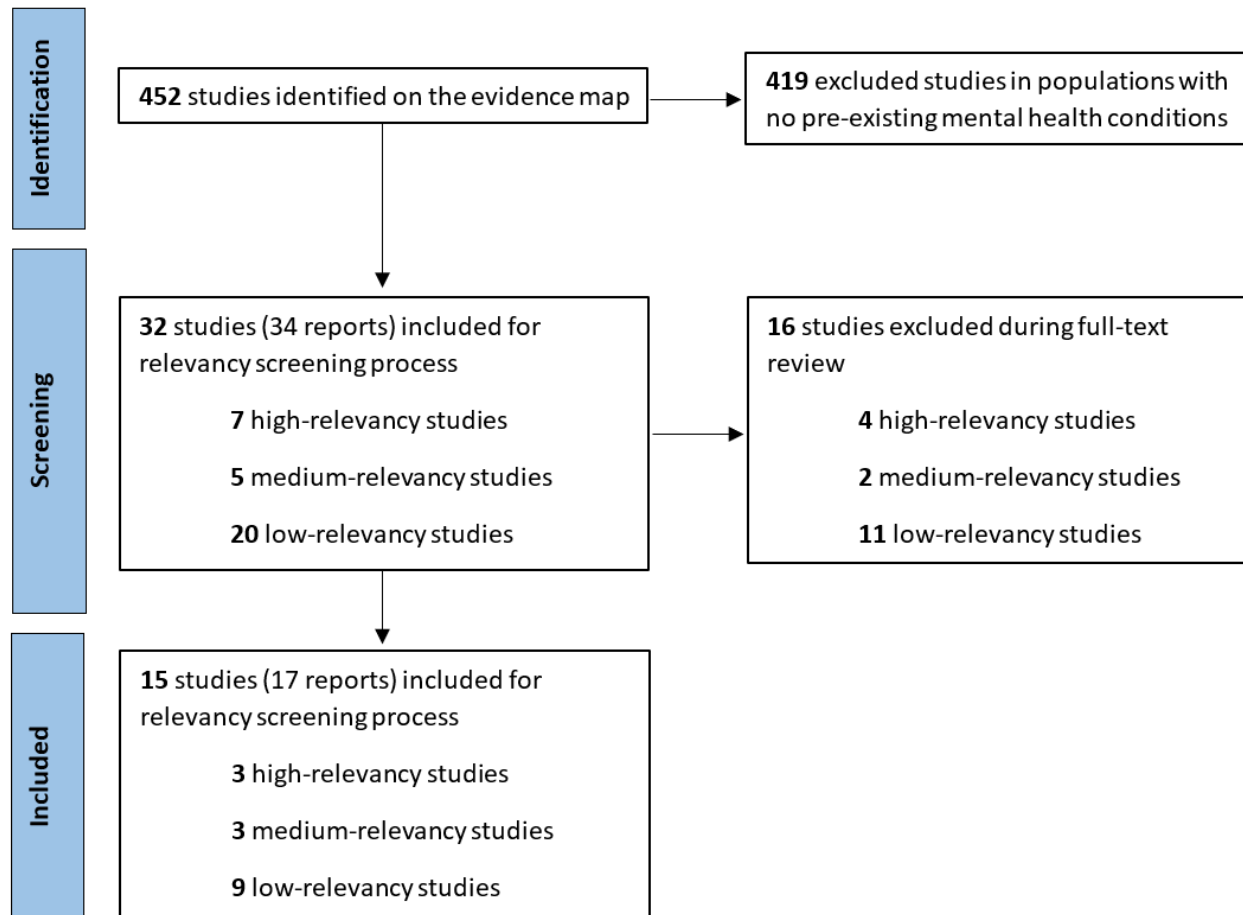 Identification
452 studies identified on the evidence map
419 excluded studies in populations with
no pre-existing mental health conditions
Screening
32 studies (34 reports) included for
relevancy screening process
7 high-relevancy studies
5 medium-relevancy studies
20 low-relevancy studies
16 studies excluded during full-text
review
4 high-relevancy studies
2 medium-relevancy studies
11 low-relevancy studies
Included
15 studies (17 reports) included for
relevancy screening process
3 high-relevancy studies
3 medium-relevancy studies
9 low-relevancy studies